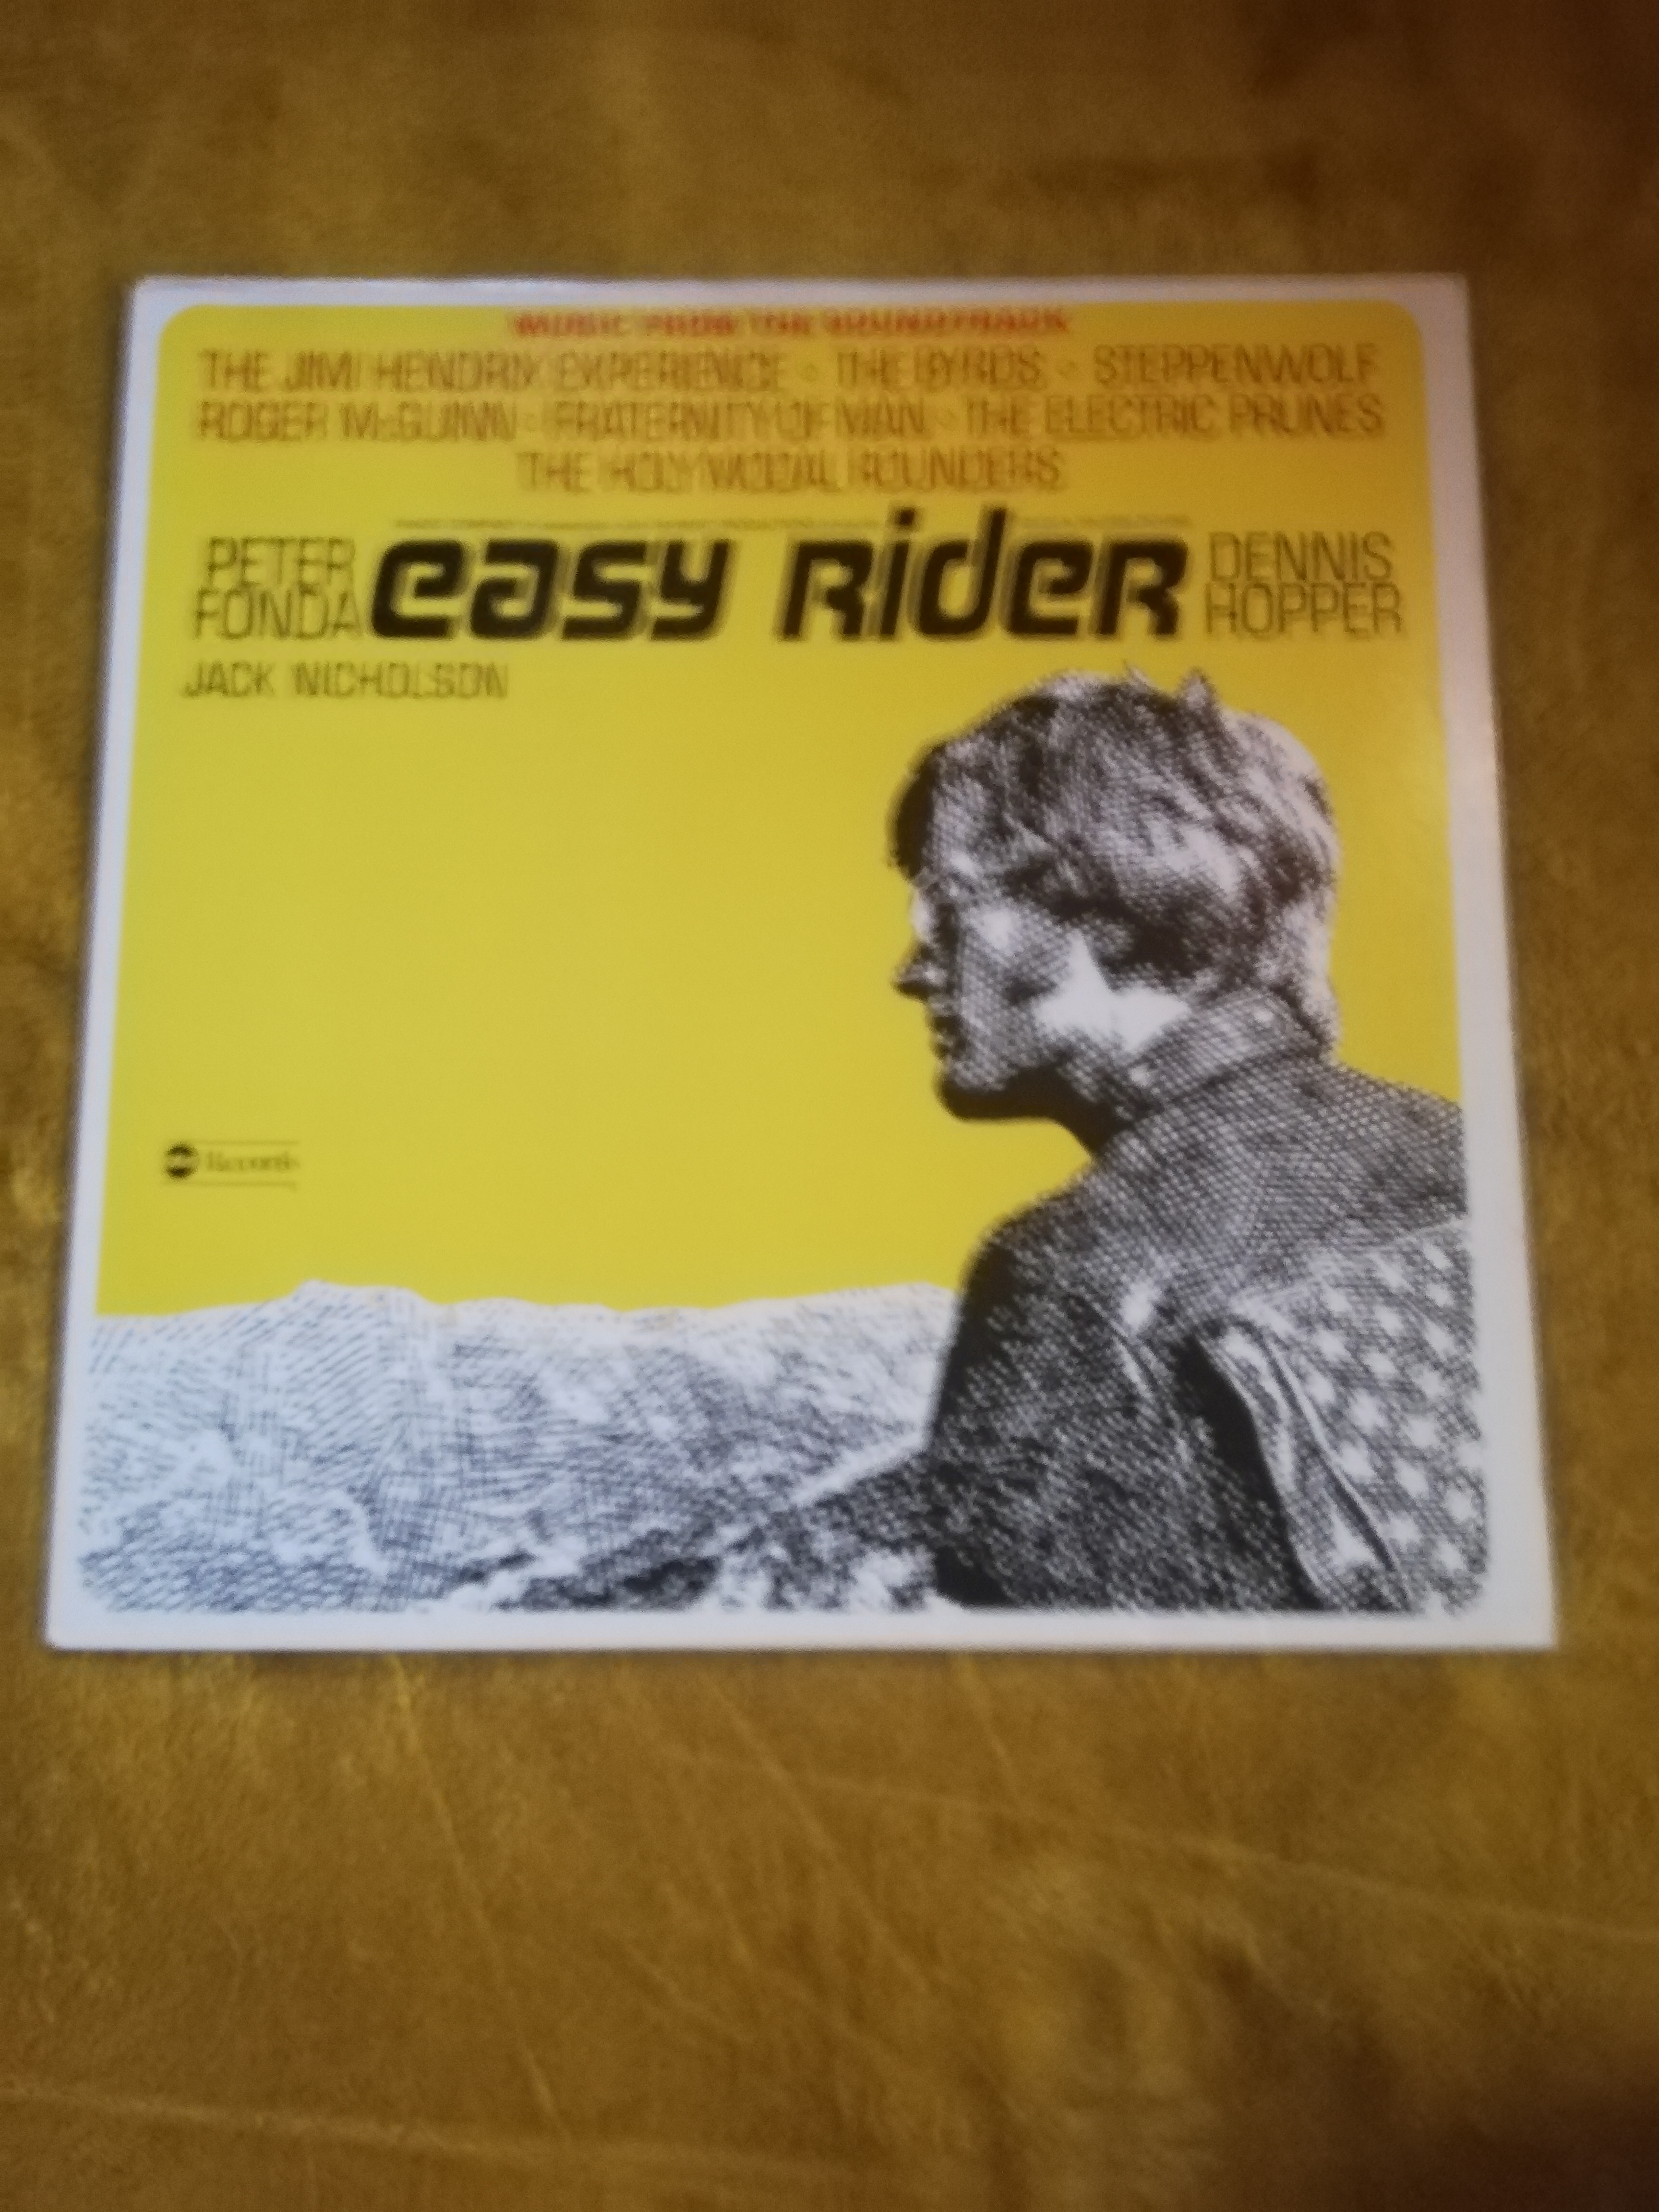 MUSIC FROM THE SOUNDTRACK
THE JIMI HENDRIX EXPERIENCE • THE BYRDS • STEPPENWOLF
ROGER McGUINN • FRATERNITY OF MAN • THE ELECTRIC PRUNES
THE HOLY MODAL ROUNDERS
PETER FONDA
easy Rider
DENNIS HOPPER
JACK NICHOLSON
abc Records